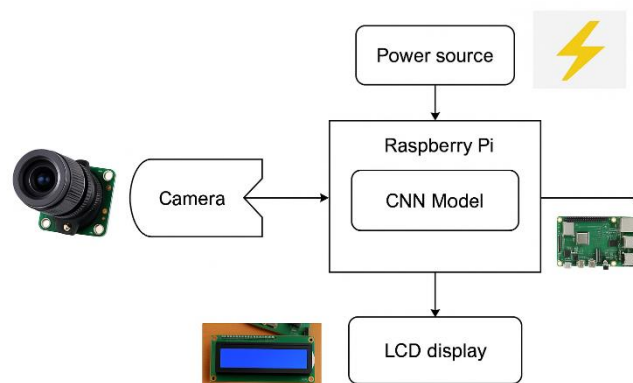 Power source
Raspberry Pi
CNN Model
Camera
LCD display